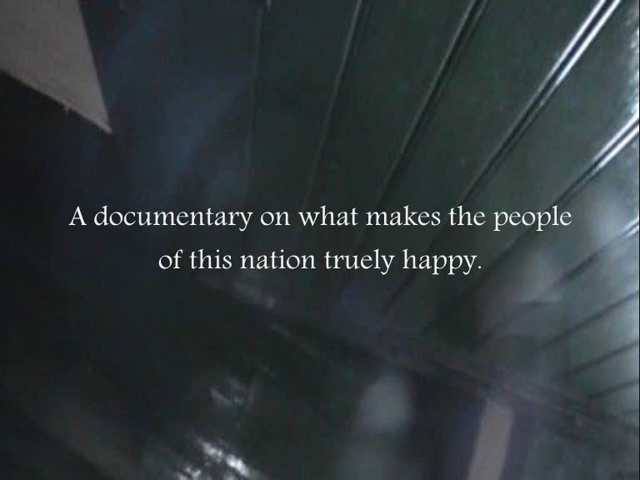 A documentary on what makes the people
of this nation truely happy.